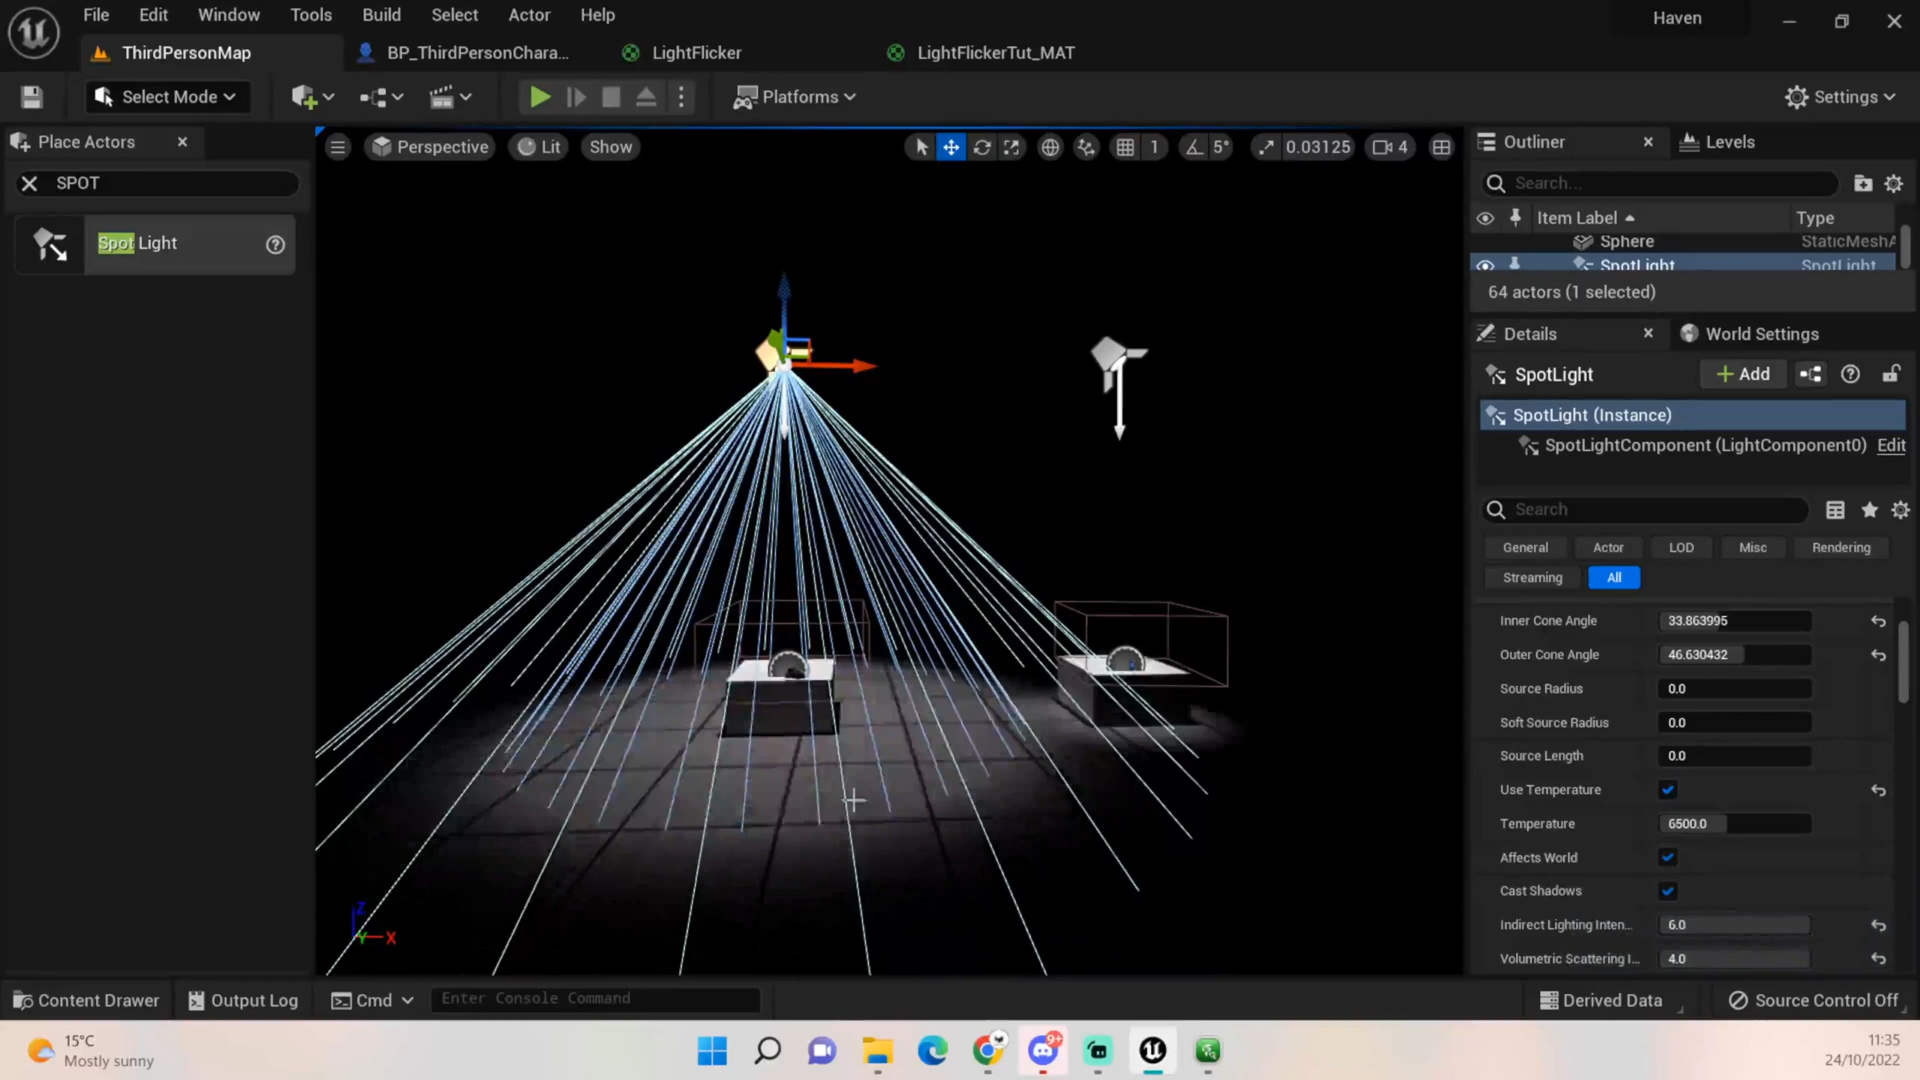 File Edit Window Tools Build Select Actor Help
Haven
ThirdPersonMap
BP_ThirdPersonChara...
LightFlicker
LightFlickerTut_MAT
Select Mode
Platforms
Settings
Place Actors
SPOT
Spot Light
Perspective
Lit
Show
1
5°
0.03125
4
Outliner
Levels
Search...
Item Label
Type
Sphere
StaticMeshA
SpotLight
SpotLight
64 actors (1 selected)
Details
World Settings
SpotLight
+ Add
SpotLight (Instance)
SpotLightComponent (LightComponent0) Edit
Search
General Actor LOD Misc Rendering
Streaming All
Inner Cone Angle 33.863995
Outer Cone Angle 46.630432
Source Radius 0.0
Soft Source Radius 0.0
Source Length 0.0
Use Temperature
Temperature 6500.0
Affects World
Cast Shadows
Indirect Lighting Inten... 6.0
Volumetric Scattering I... 4.0
Z
Y
X
Content Drawer
Output Log
Cmd
Enter Console Command
Derived Data
Source Control Off
15°C
Mostly sunny
9+
11:35
24/10/2022